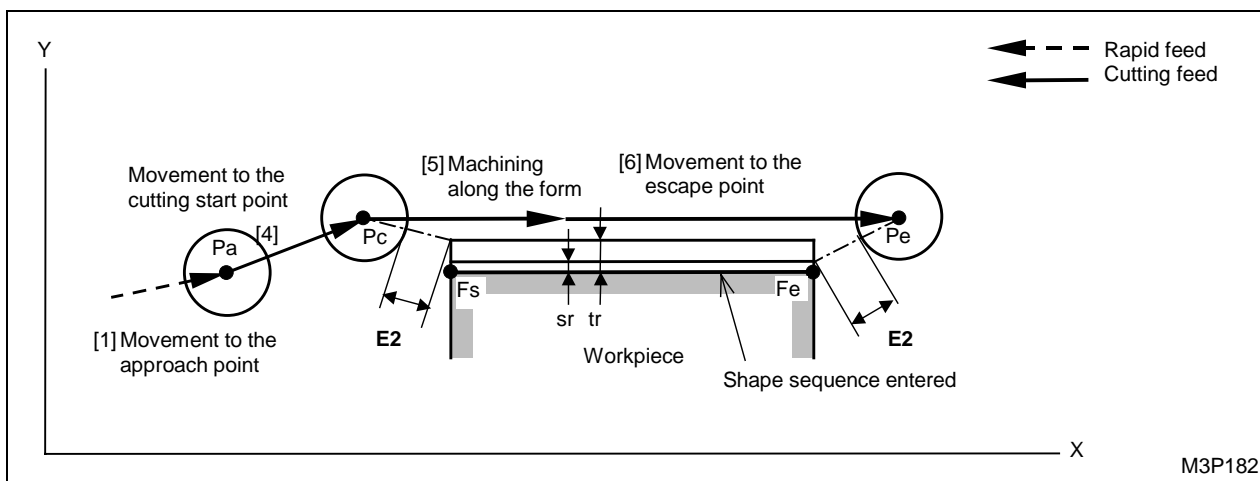 Y
Rapid feed
Cutting feed
Movement to the
cutting start point
[5] Machining
along the form
[6] Movement to the
escape point
Pa
[4]
Pc
Pe
Fs
Fe
E2
sr
tr
E2
[1] Movement to the
approach point
Workpiece
Shape sequence entered
X
M3P182